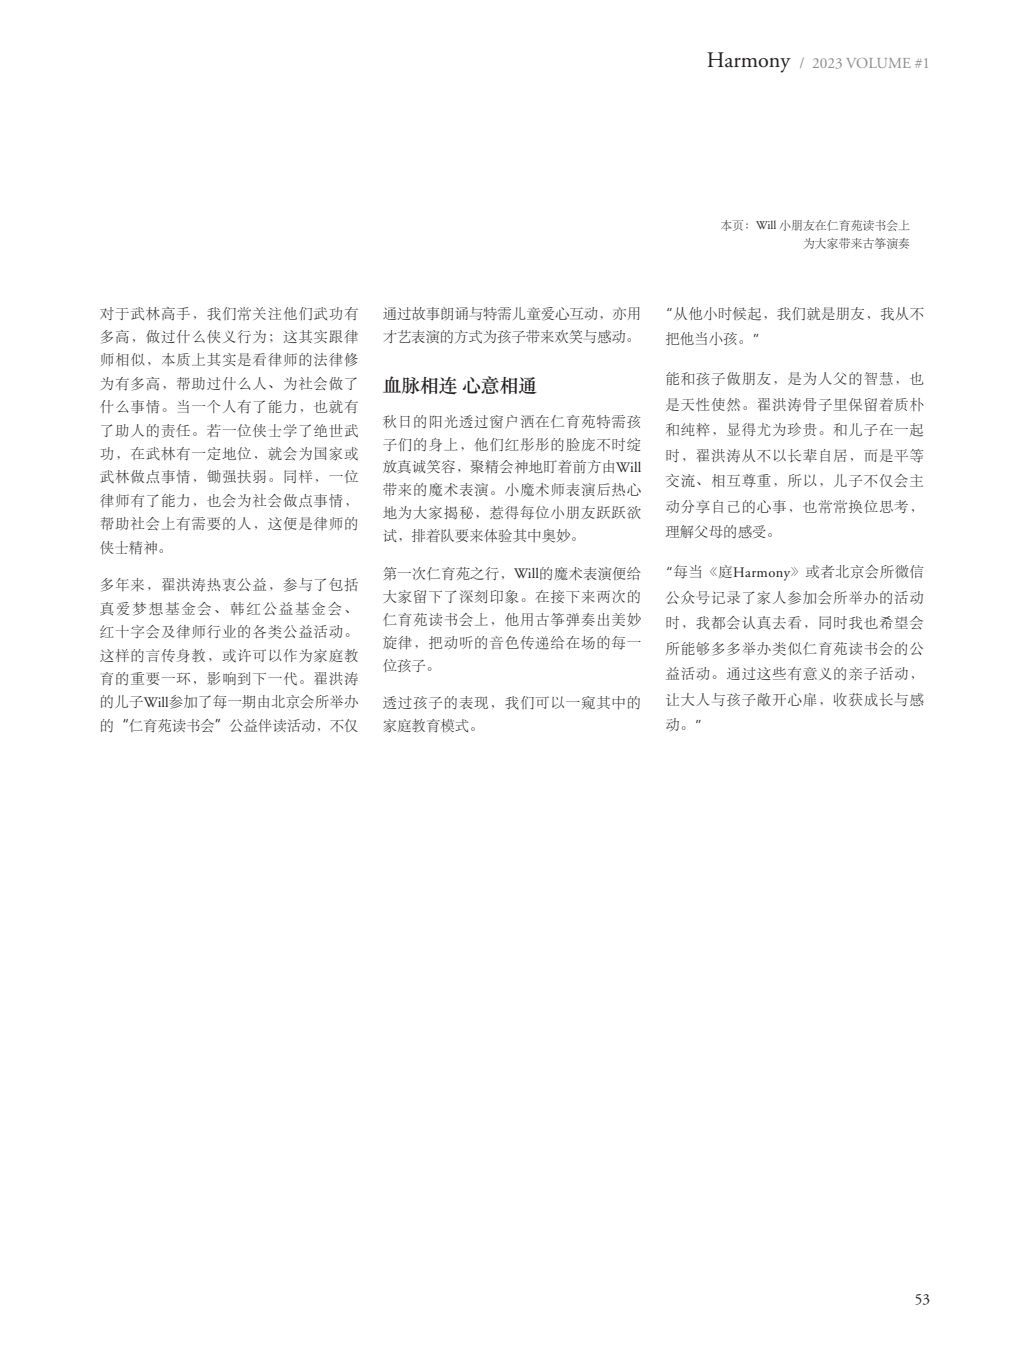 Harmony / 2023 VOLUME #1
本页：Will 小朋友在仁育苑读书会上
为大家带来古筝演奏
对于武林高手，我们常关注他们武功有
多高，做过什么侠义行为；这其实跟律
师相似，本质上其实是看律师的法律修
为有多高，帮助过什么人、为社会做了
什么事情。当一个人有了能力，也就有
了助人的责任。若一位侠士学了绝世武
功，在武林有一定地位，就会为国家或
武林做点事情，锄强扶弱。同样，一位
律师有了能力，也会为社会做点事情，
帮助社会上有需要的人，这便是律师的
侠士精神。
多年来，翟洪涛热衷公益，参与了包括
真爱梦想基金会、韩红公益基金会、
红十字会及律师行业的各类公益活动。
这样的言传身教，或许可以作为家庭教
育的重要一环，影响到下一代。翟洪涛
的儿子Will参加了每一期由北京会所举办
的“仁育苑读书会”公益伴读活动，不仅
通过故事朗诵与特需儿童爱心互动，亦用
才艺表演的方式为孩子带来欢笑与感动。
血脉相连 心意相通
秋日的阳光透过窗户洒在仁育苑特需孩
子们的身上，他们红彤彤的脸庞不时绽
放真诚笑容，聚精会神地盯着前方由Will
带来的魔术表演。小魔术师表演后热心
地为大家揭秘，惹得每位小朋友跃跃欲
试，排着队要来体验其中奥妙。
第一次仁育苑之行，Will的魔术表演便给
大家留下了深刻印象。在接下来两次的
仁育苑读书会上，他用古筝弹奏出美妙
旋律，把动听的音色传递给在场的每一
位孩子。
透过孩子的表现，我们可以一窥其中的
家庭教育模式。
“从他小时候起，我们就是朋友，我从不
把他当小孩。”
能和孩子做朋友，是为人父的智慧，也
是天性使然。翟洪涛骨子里保留着质朴
和纯粹，显得尤为珍贵。和儿子在一起
时，翟洪涛从不以长辈自居，而是平等
交流、相互尊重，所以，儿子不仅会主
动分享自己的心事，也常常换位思考，
理解父母的感受。
“每当《庭Harmony》或者北京会所微信
公众号记录了家人参加会所举办的活动
时，我都会认真去看，同时我也希望会
所能够多多举办类似仁育苑读书会的公
益活动。通过这些有意义的亲子活动，
让大人与孩子敞开心扉，收获成长与感
动。”
53